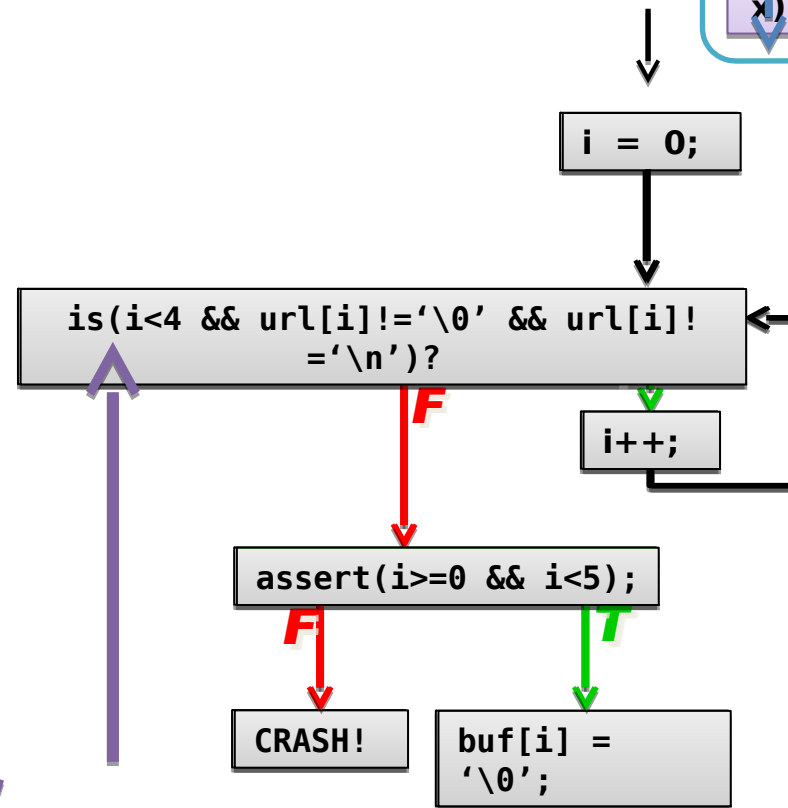 x)
i = 0;
is(i<4 && url[i]!=‘\0’ && url[i]!
=‘\n’)?
F
i++;
assert(i>=0 && i<5);
F
T
CRASH!
buf[i] =
‘\0’;